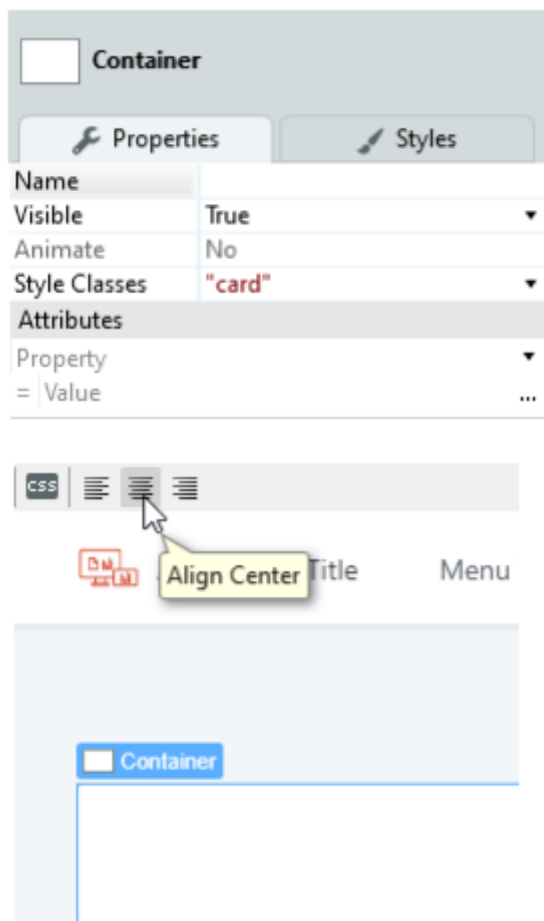 Container
Properties Styles
Name
Visible True
Animate No
Style Classes "card"
Attributes
Property
= Value ...
css
Align Center Title Menu
Container